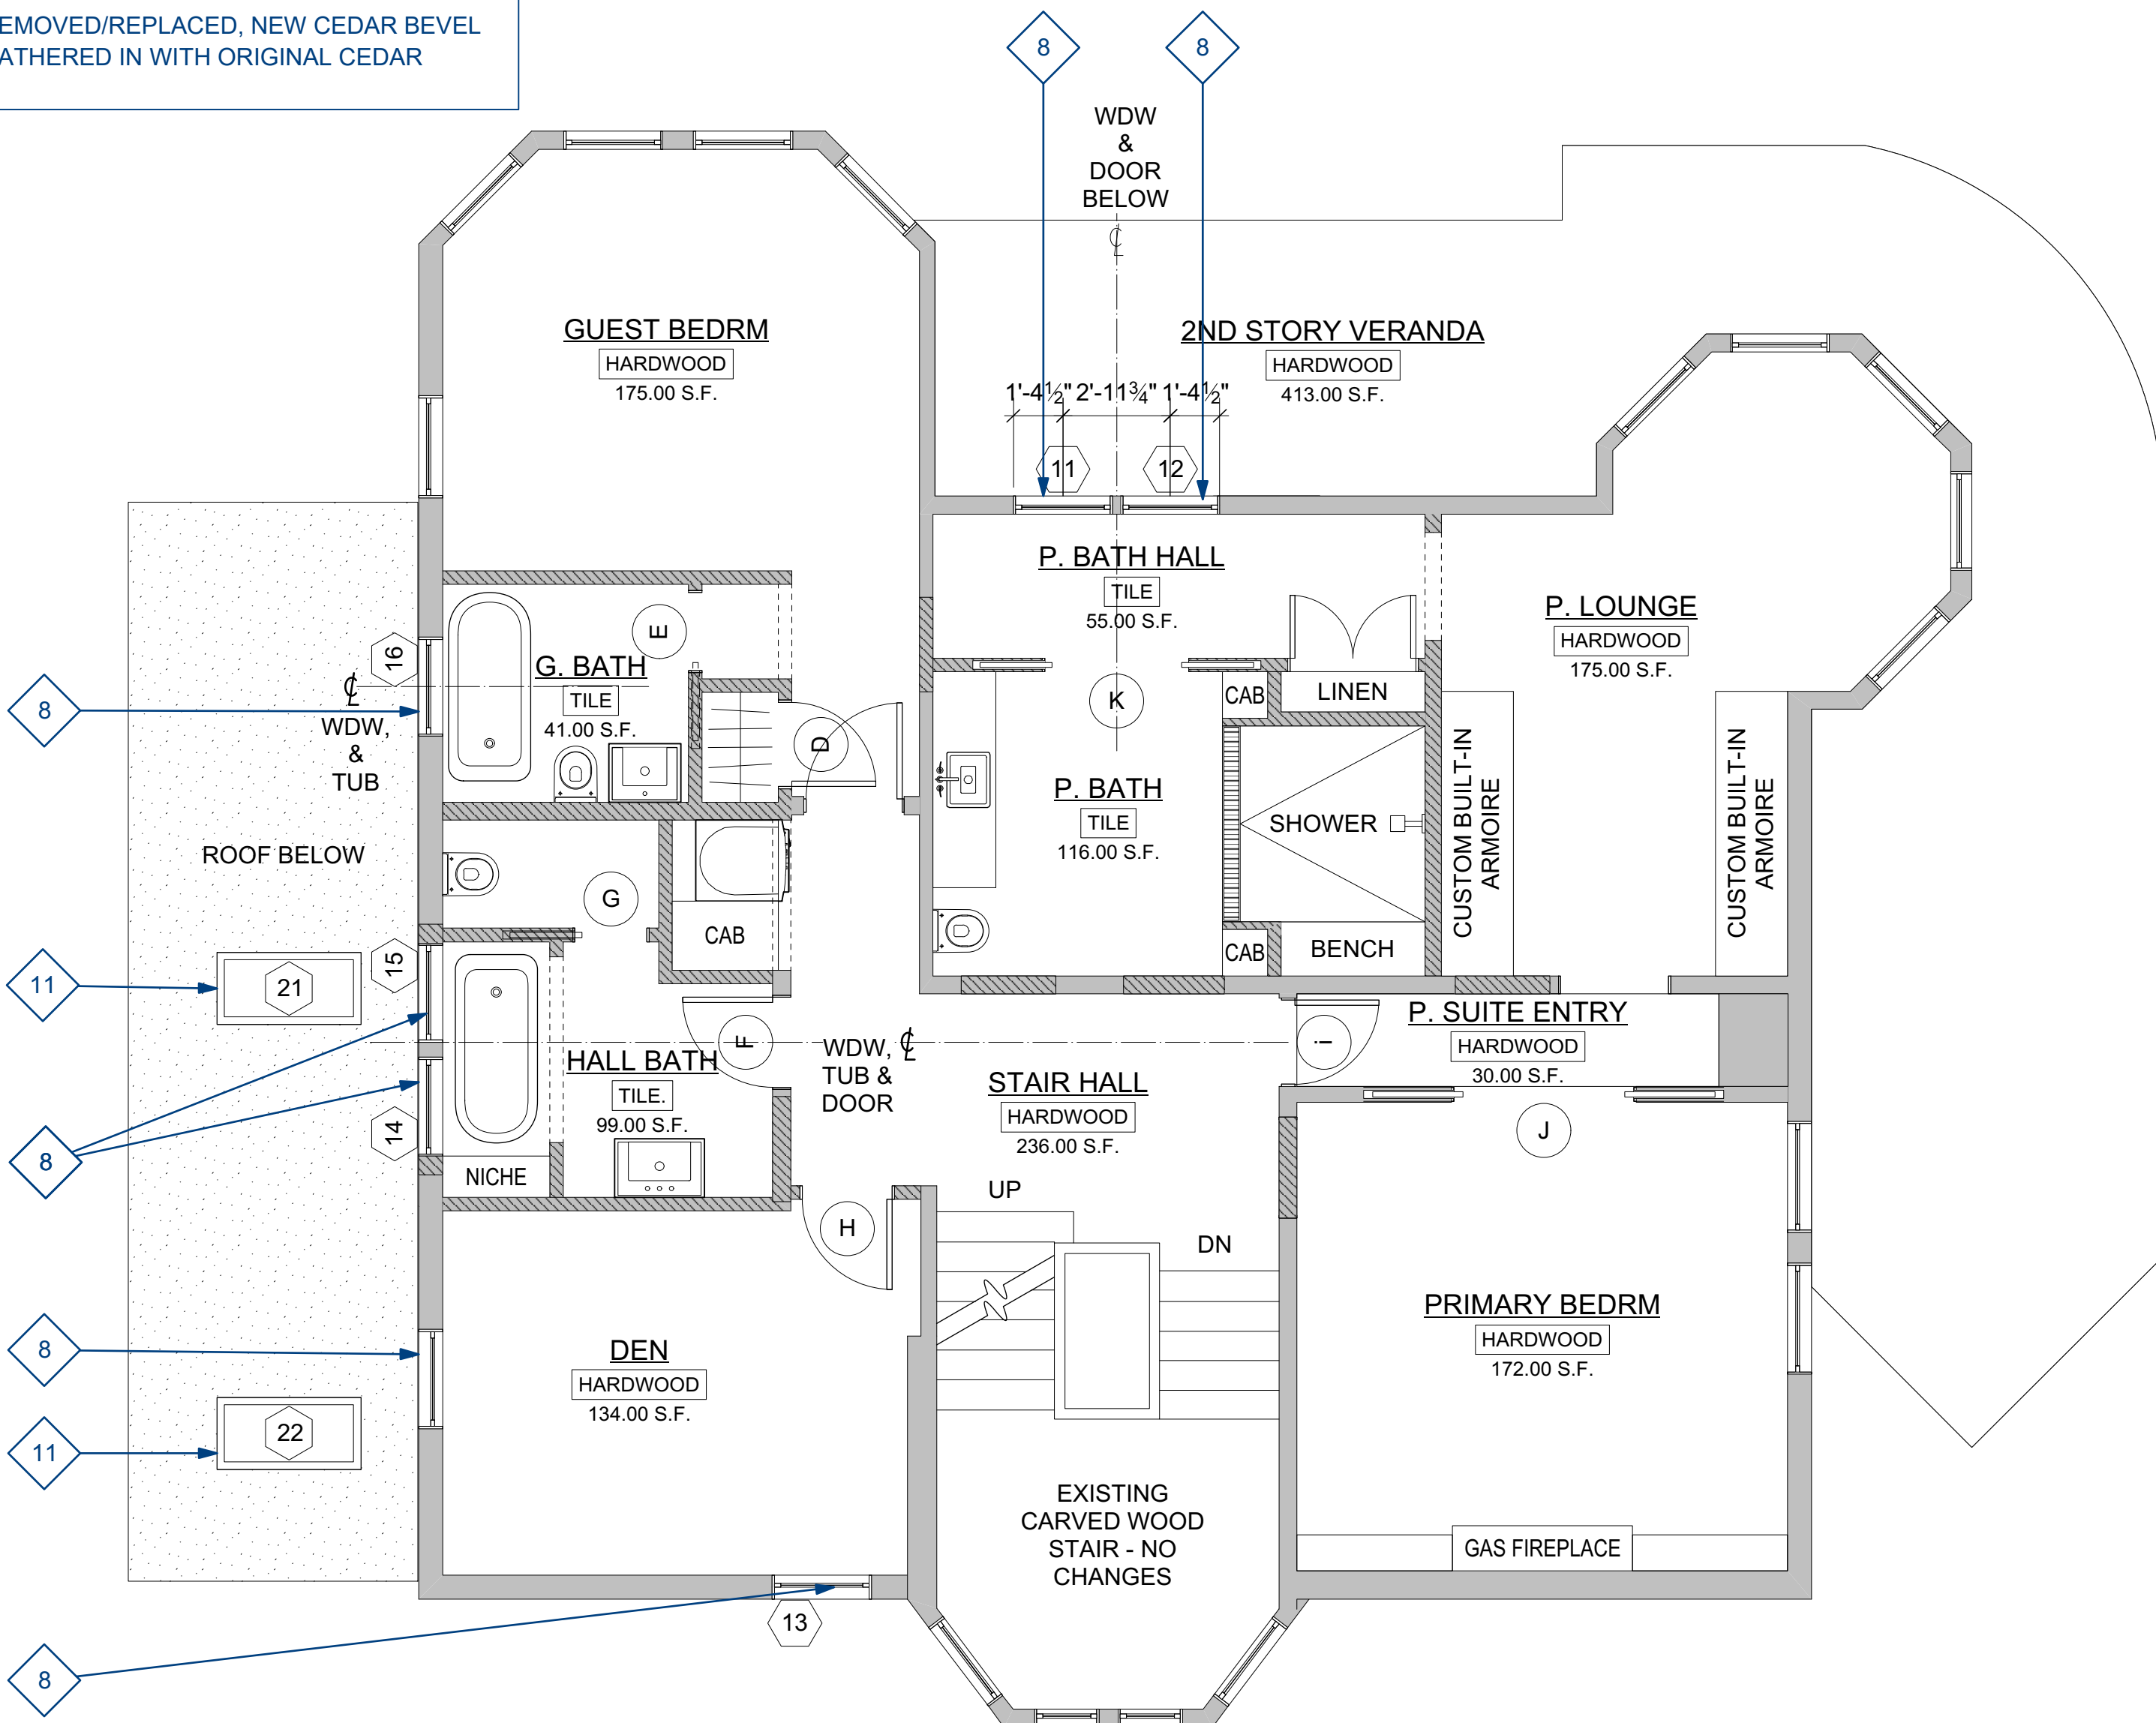 EMOVED/REPLACED, NEW CEDAR BEVEL
ATHERED IN WITH ORIGINAL CEDAR
8
8
WDW
&
DOOR
BELOW
℄
GUEST BEDRM
HARDWOOD
175.00 S.F.
2ND STORY VERANDA
HARDWOOD
413.00 S.F.
1'-4½" 2'-11¾" 1'-4½"
11
12
P. BATH HALL
TILE
55.00 S.F.
P. LOUNGE
HARDWOOD
175.00 S.F.
E
16
G. BATH
TILE
41.00 S.F.
8
℄
WDW,
&
TUB
D
K
CAB
LINEN
P. BATH
TILE
116.00 S.F.
SHOWER
CUSTOM BUILT-IN
ARMOIRE
CUSTOM BUILT-IN
ARMOIRE
ROOF BELOW
G
CAB
CAB
BENCH
15
11
21
F
WDW, ℄
TUB &
DOOR
HALL BATH
TILE.
99.00 S.F.
STAIR HALL
HARDWOOD
236.00 S.F.
i
P. SUITE ENTRY
HARDWOOD
30.00 S.F.
J
8
14
NICHE
UP
DN
H
PRIMARY BEDRM
HARDWOOD
172.00 S.F.
8
DEN
HARDWOOD
134.00 S.F.
11
22
EXISTING
CARVED WOOD
STAIR - NO
CHANGES
GAS FIREPLACE
13
8